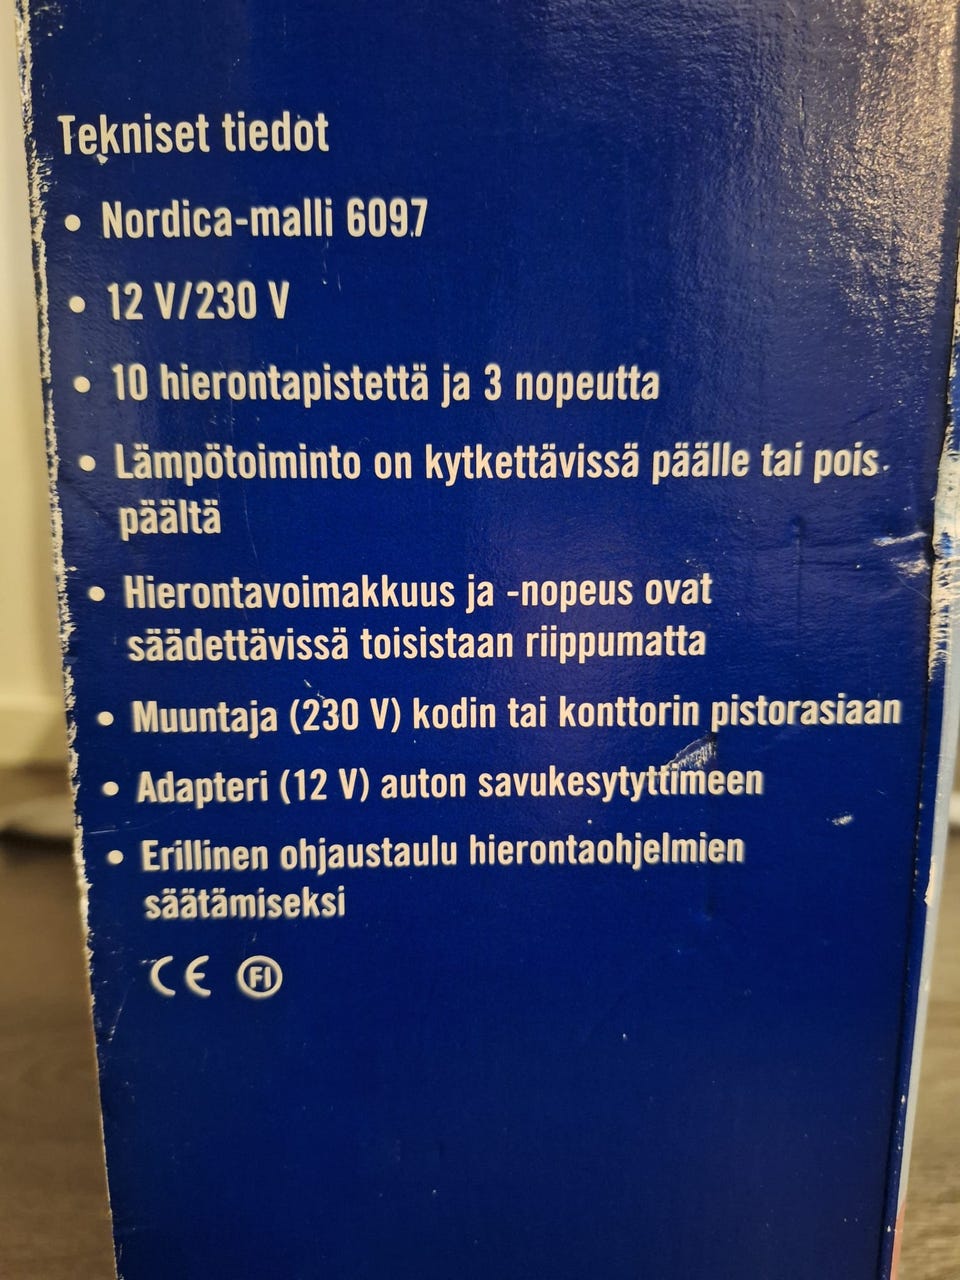 Tekniset tiedot
• Nordica-malli 6097
• 12 V/230 V
• 10 hierontapistettä ja 3 nopeutta
• Lämpötoiminto on kytkettävissä päälle tai pois
päältä
• Hierontavoimakkuus ja -nopeus ovat
säädettävissä toisistaan riippumatta
• Muuntaja (230 V) kodin tai konttorin pistorasiaan
• Adapteri (12 V) auton savukesytyttimeen
• Erillinen ohjaustaulu hierontaohjelmien
säätämiseksi
CE FI